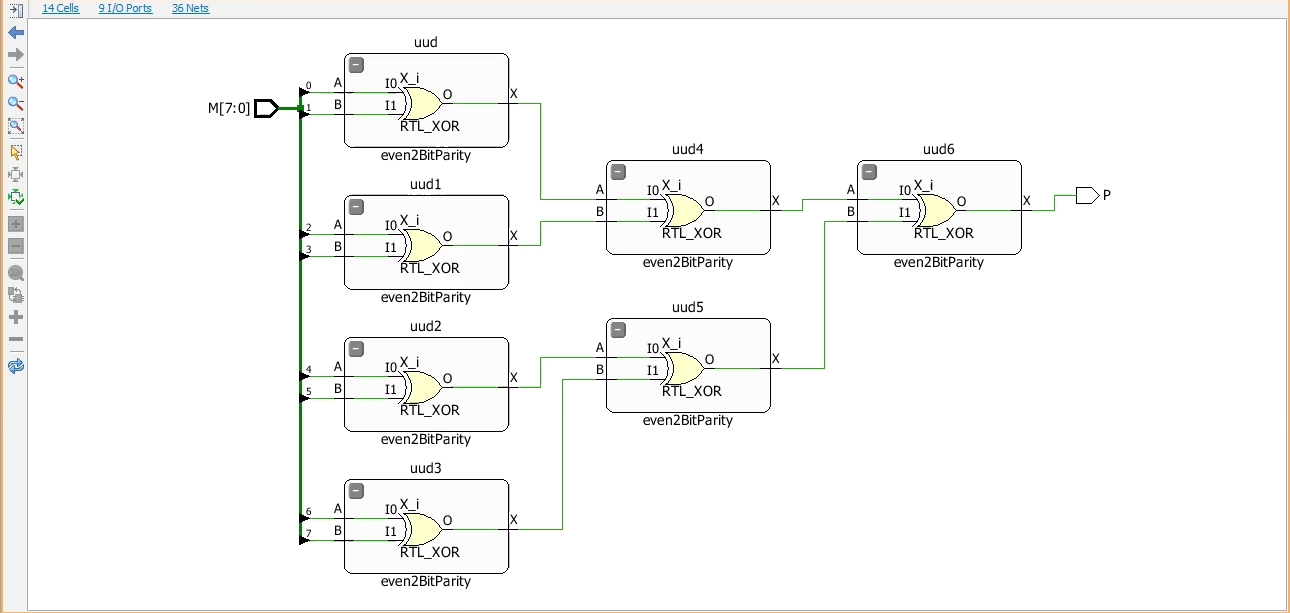 14 Cells 9 I/O Ports 36 Nets
M[7:0]
uud
0 A I0 X_i O X
1 B I1
RTL_XOR
even2BitParity
uud1
2 A I0 X_i O X
3 B I1
RTL_XOR
even2BitParity
uud2
4 A I0 X_i O X
5 B I1
RTL_XOR
even2BitParity
uud3
6 A I0 X_i O X
7 B I1
RTL_XOR
even2BitParity
uud4
A I0 X_i O X
B I1
RTL_XOR
even2BitParity
uud5
A I0 X_i O X
B I1
RTL_XOR
even2BitParity
uud6
A I0 X_i O X
B I1
RTL_XOR
even2BitParity
P